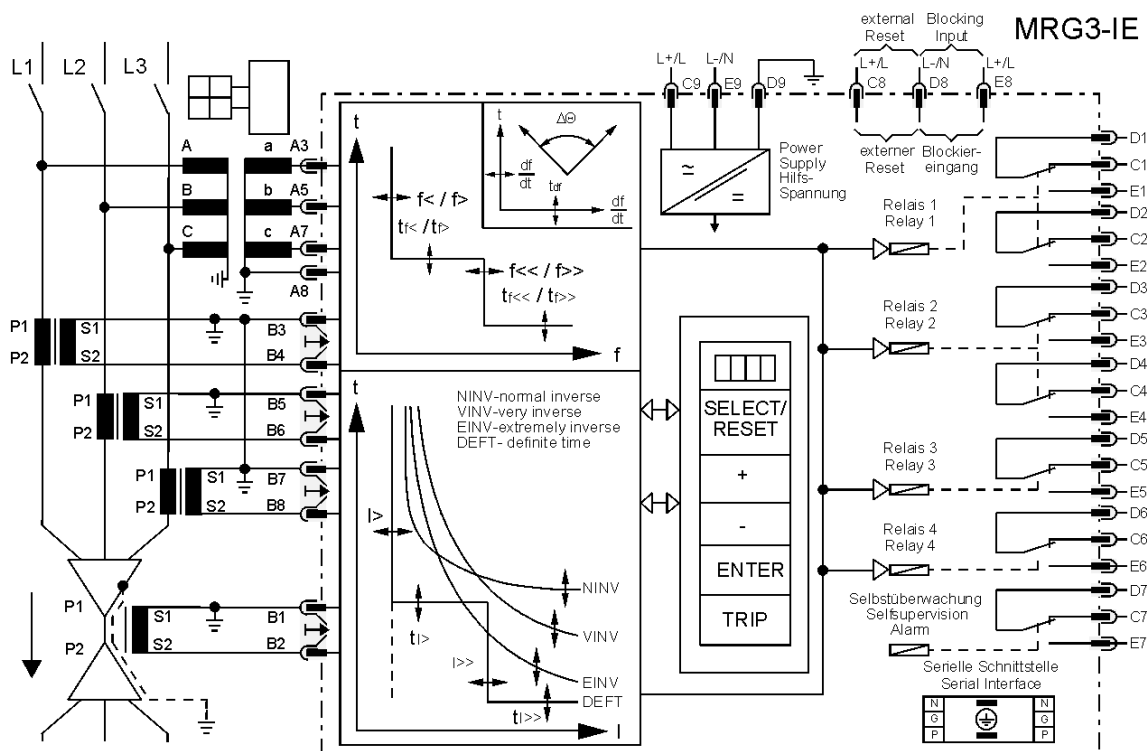 MRG3-IE
external Reset
Blocking Input
L+/L
L-/N
L+/L
L-/N
L+/L
C9
E9
D9
C8
D8
E8
externer Reset
Blockier-
eingang
Power
Supply
Hilfs-
Spannung
≃
=
L1
L2
L3
A
a
A3
B
b
A5
C
c
A7
A8
P1
S1
B3
P2
S2
B4
P1
S1
B5
P2
S2
B6
P1
S1
B7
P2
S2
B8
P1
S1
B1
P2
S2
B2
t
f< / f>
tf< / tf>
f<< / f>>
tf<< / tf>>
f
t
ΔΘ
df
dt
tdf
df
dt
t
NINV-normal inverse
VINV-very inverse
EINV-extremely inverse
DEFT- definite time
I>
tI>
I>>
tI>>
NINV
VINV
EINV
DEFT
I
SELECT/
RESET
+
-
ENTER
TRIP
Relais 1
Relay 1
Relais 2
Relay 2
Relais 3
Relay 3
Relais 4
Relay 4
Selbstüberwachung
Selfsupervision
Alarm
D1
C1
E1
D2
C2
E2
D3
C3
E3
D4
C4
E4
D5
C5
E5
D6
C6
E6
D7
C7
E7
Serielle Schnittstelle
Serial Interface
N
G
P
N
G
P